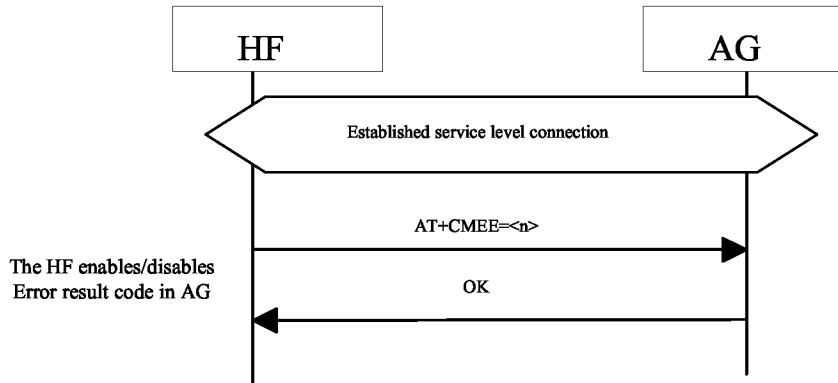 HF
AG
Established service level connection
AT+CMEE=<n>
The HF enables/disables
Error result code in AG
OK